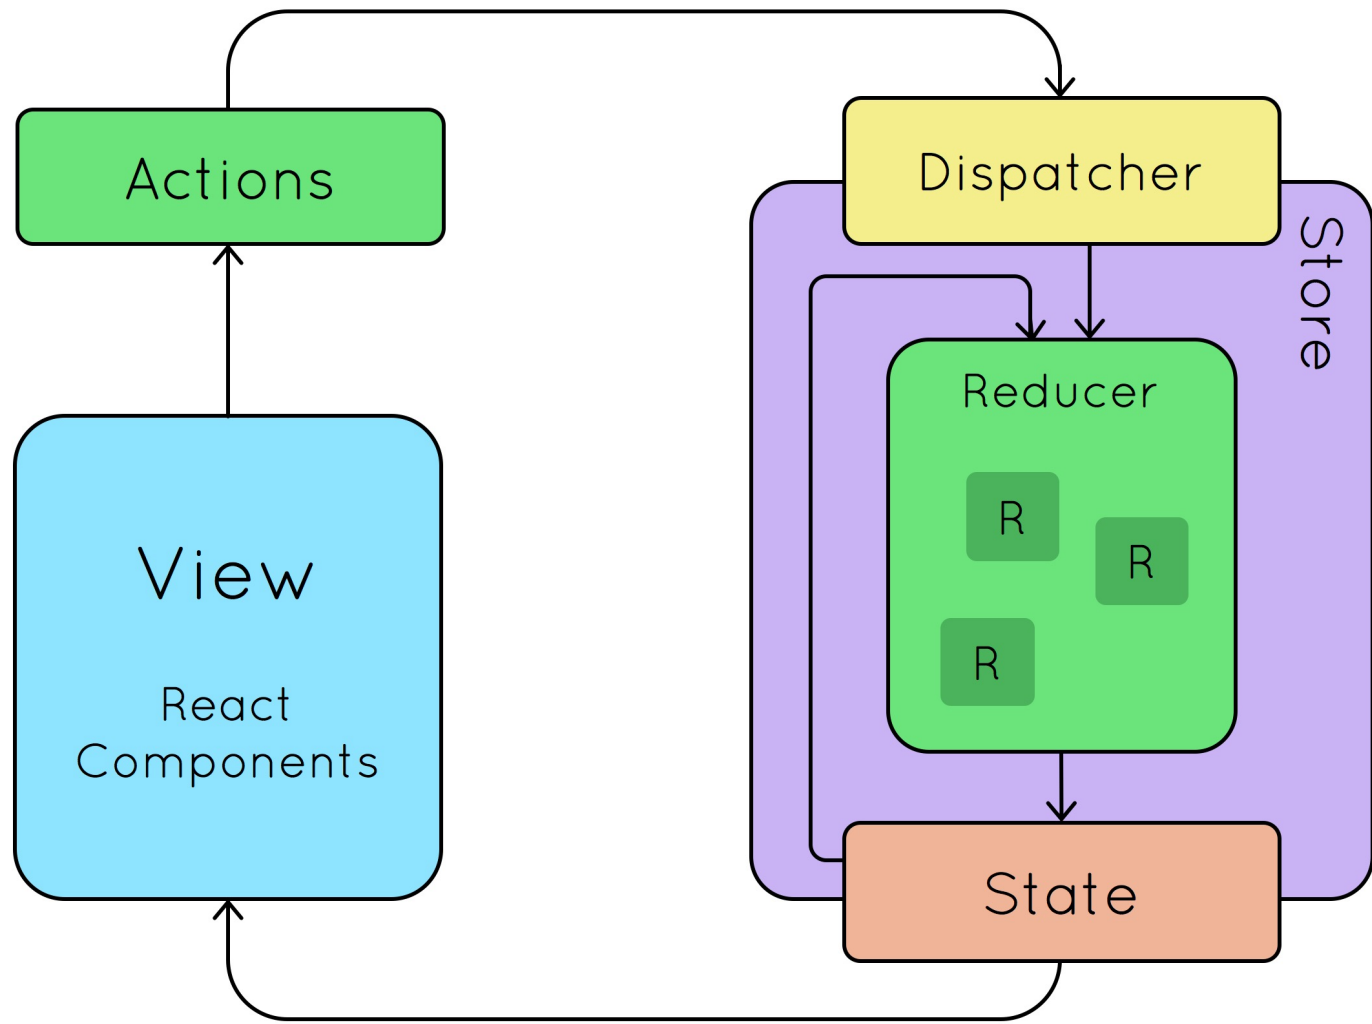 Actions
Dispatcher
Store
Reducer
R
R
R
View
React
Components
State